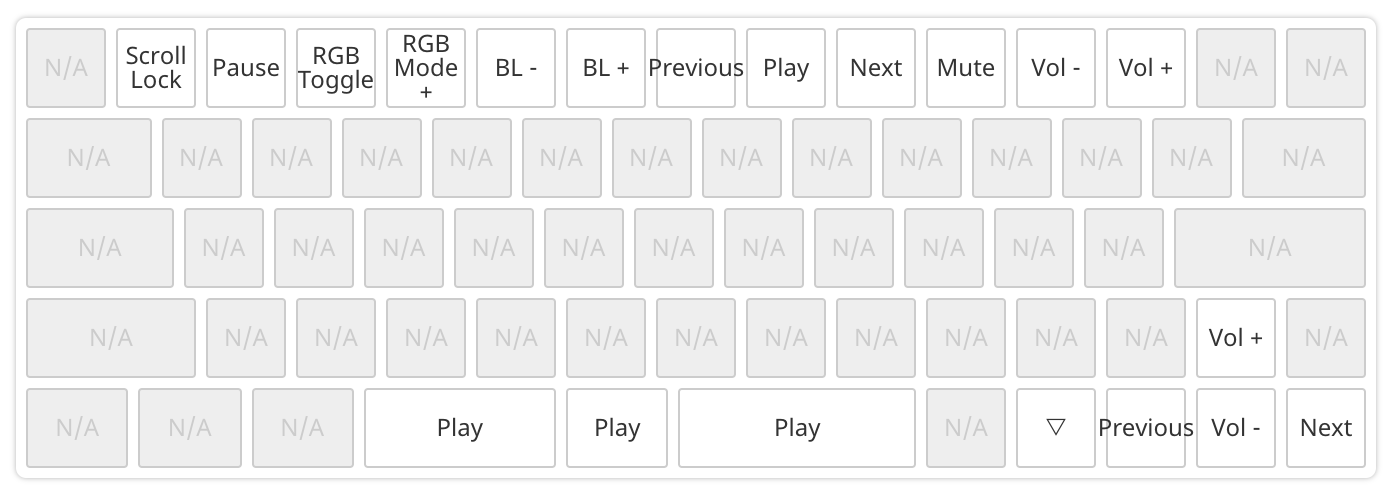 N/A Scroll Lock Pause RGB Toggle RGB Mode + BL - BL + Previous Play Next Mute Vol - Vol + N/A N/A
N/A N/A N/A N/A N/A N/A N/A N/A N/A N/A N/A N/A N/A N/A
N/A N/A N/A N/A N/A N/A N/A N/A N/A N/A N/A N/A N/A
N/A N/A N/A N/A N/A N/A N/A N/A N/A N/A N/A N/A Vol + N/A
N/A N/A N/A Play Play Play N/A ▽ Previous Vol - Next